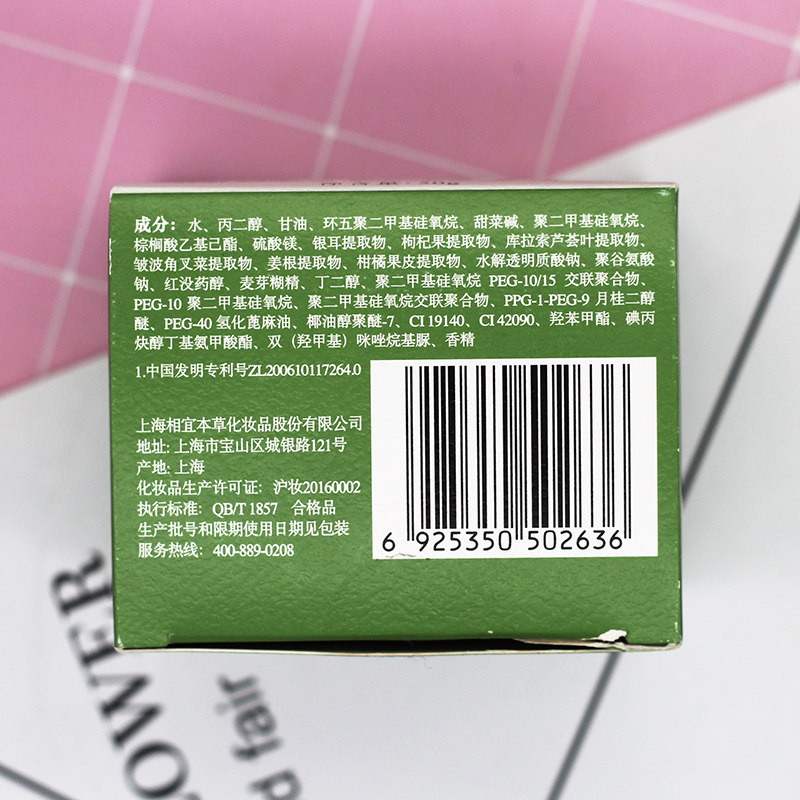 成分：水、丙二醇、甘油、环五聚二甲基硅氧烷、甜菜碱、聚二甲基硅氧烷、
棕榈酸乙基己酯、硫酸镁、银耳提取物、枸杞果提取物、库拉索芦荟叶提取物、
皱波角叉菜提取物、姜根提取物、柑橘果皮提取物、水解透明质酸钠、聚谷氨酸
钠、红没药醇、麦芽糊精、丁二醇、聚二甲基硅氧烷 PEG-10/15 交联聚合物、
PEG-10 聚二甲基硅氧烷、聚二甲基硅氧烷交联聚合物、PPG-1-PEG-9 月桂二醇
醚、PEG-40 氢化蓖麻油、椰油醇聚醚-7、CI 19140、CI 42090、羟苯甲酯、碘丙
炔醇丁基氨甲酸酯、双（羟甲基）咪唑烷基脲、香精
1.中国发明专利号ZL200610117264.0
上海相宜本草化妆品股份有限公司
地址: 上海市宝山区城银路121号
产地: 上海
化妆品生产许可证：沪妆20160002
执行标准：QB/T 1857 合格品
生产批号和限期使用日期见包装
服务热线：400-889-0208
6 925350 502636
OWER
d fair